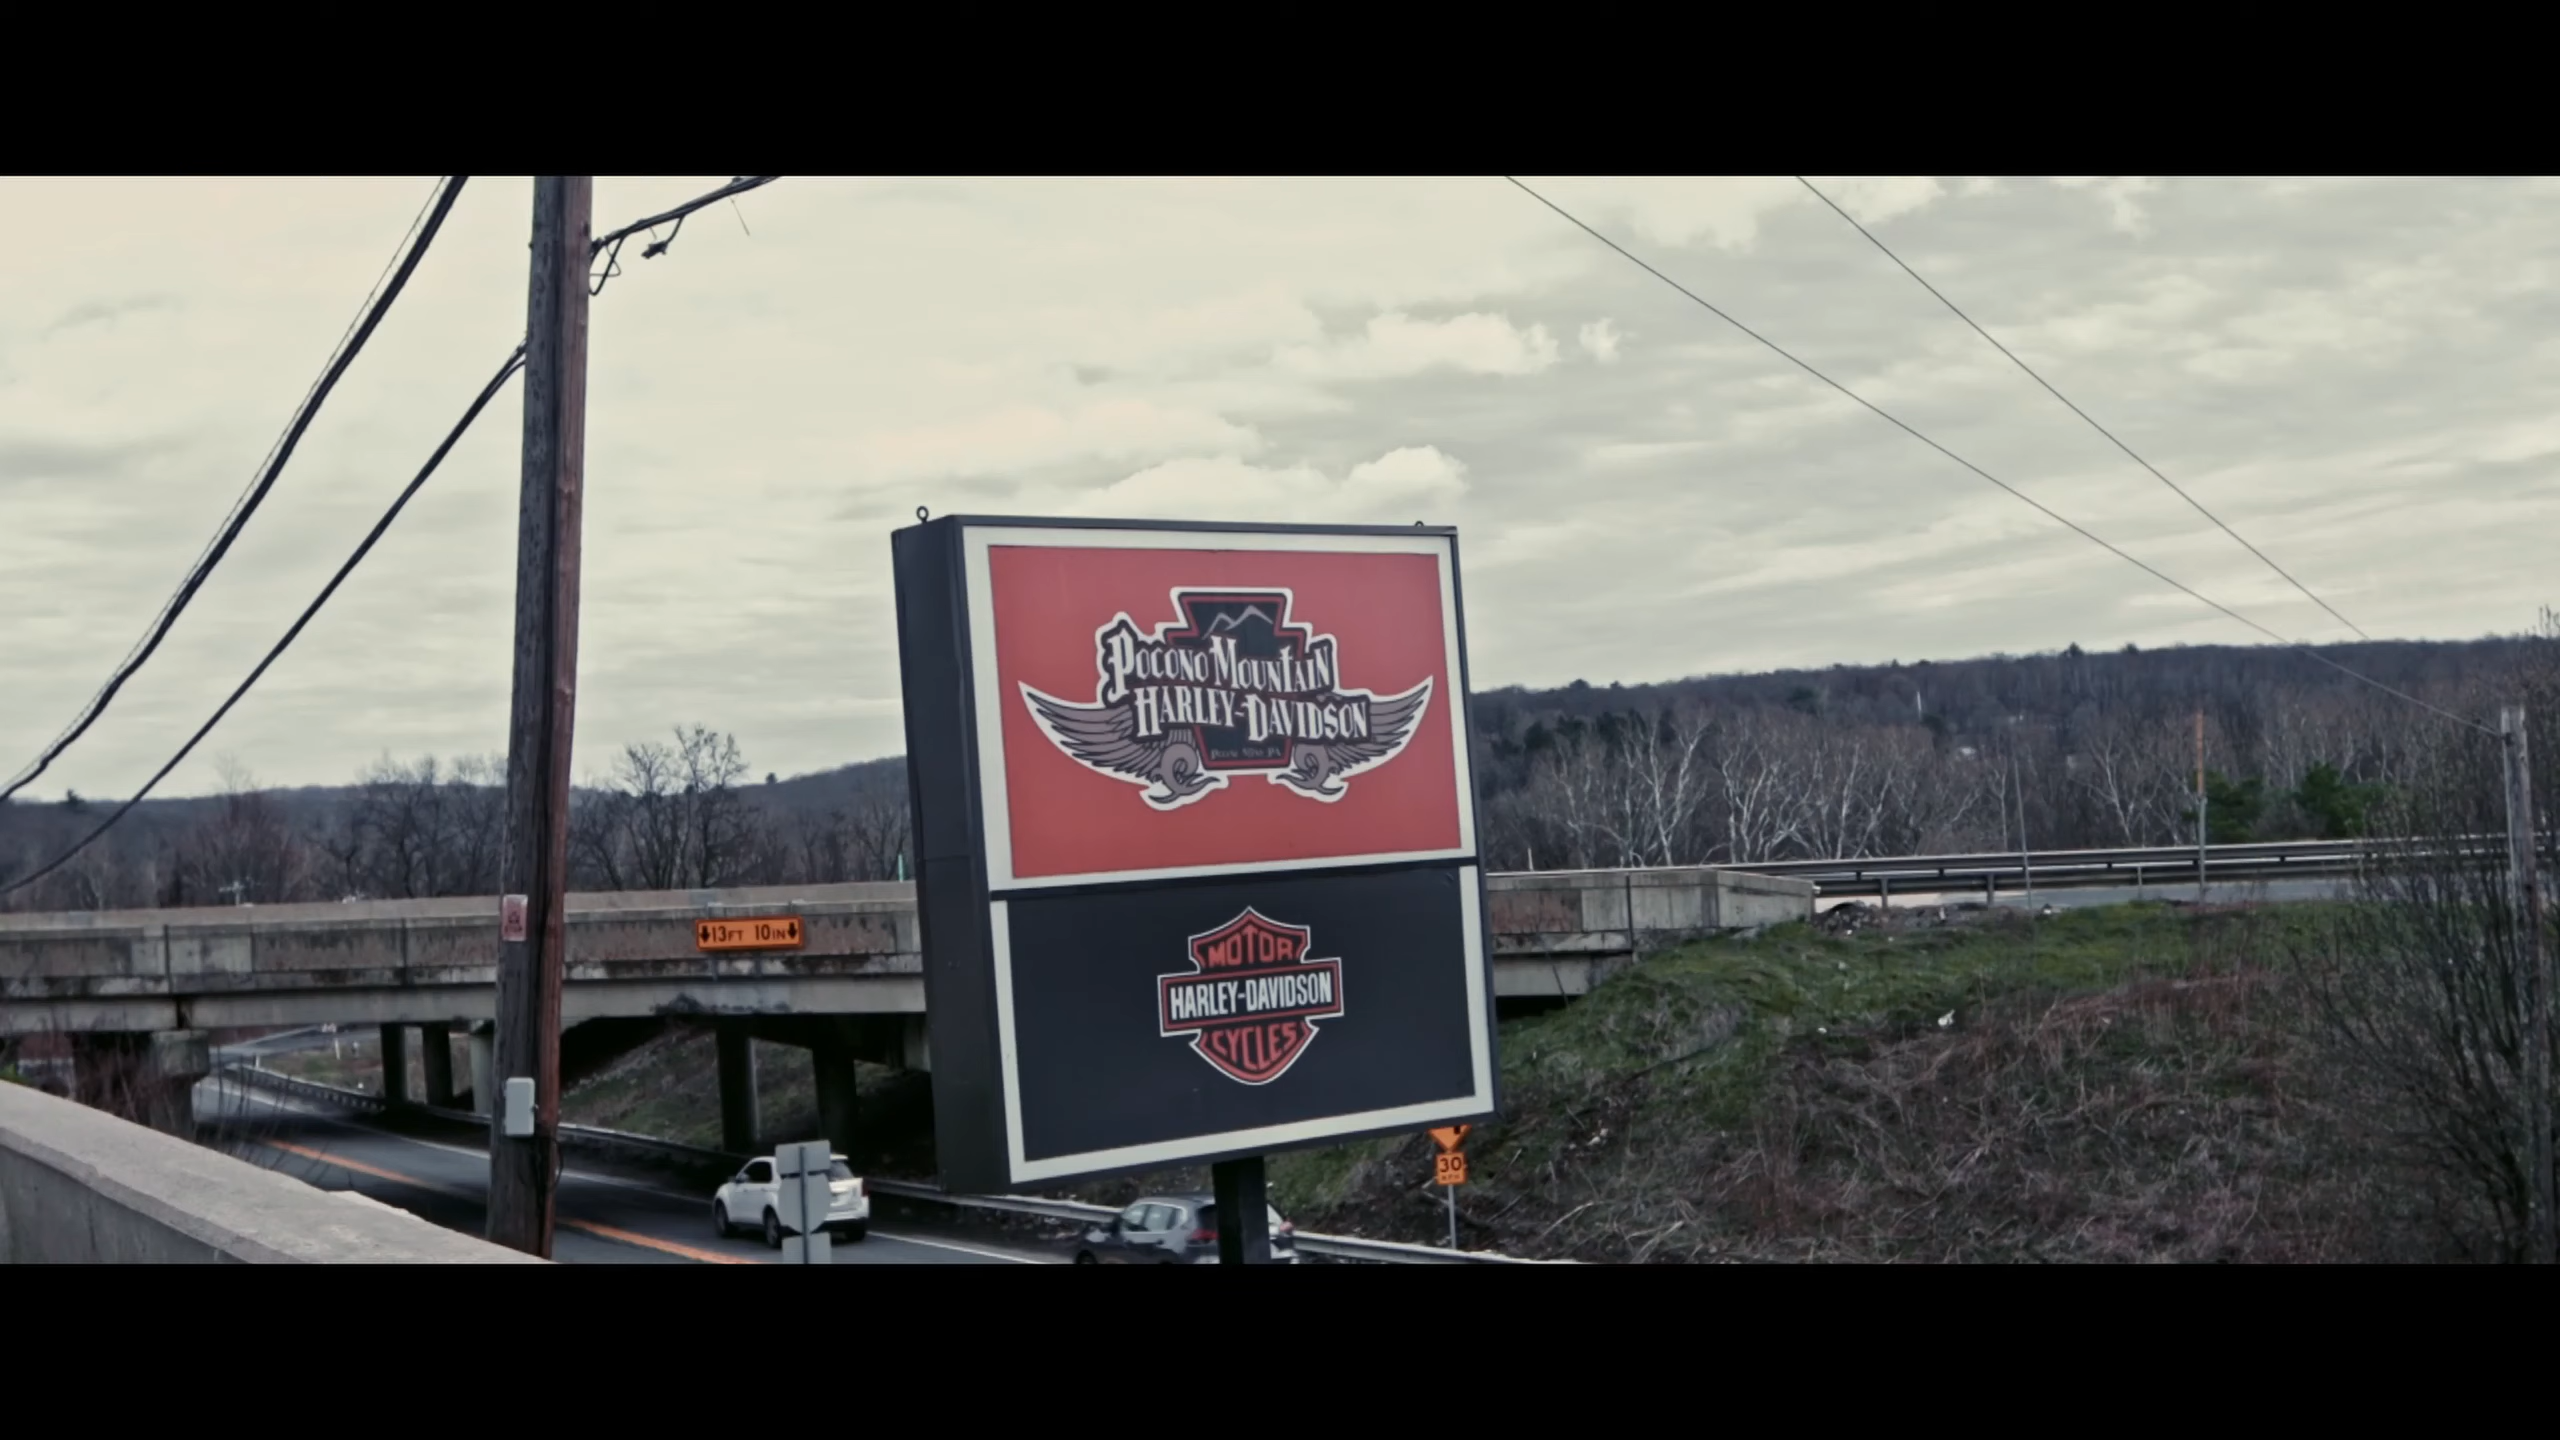 Pocono Mountain
Harley-Davidson
13FT 10IN
MOTOR
HARLEY-DAVIDSON
CYCLES
30